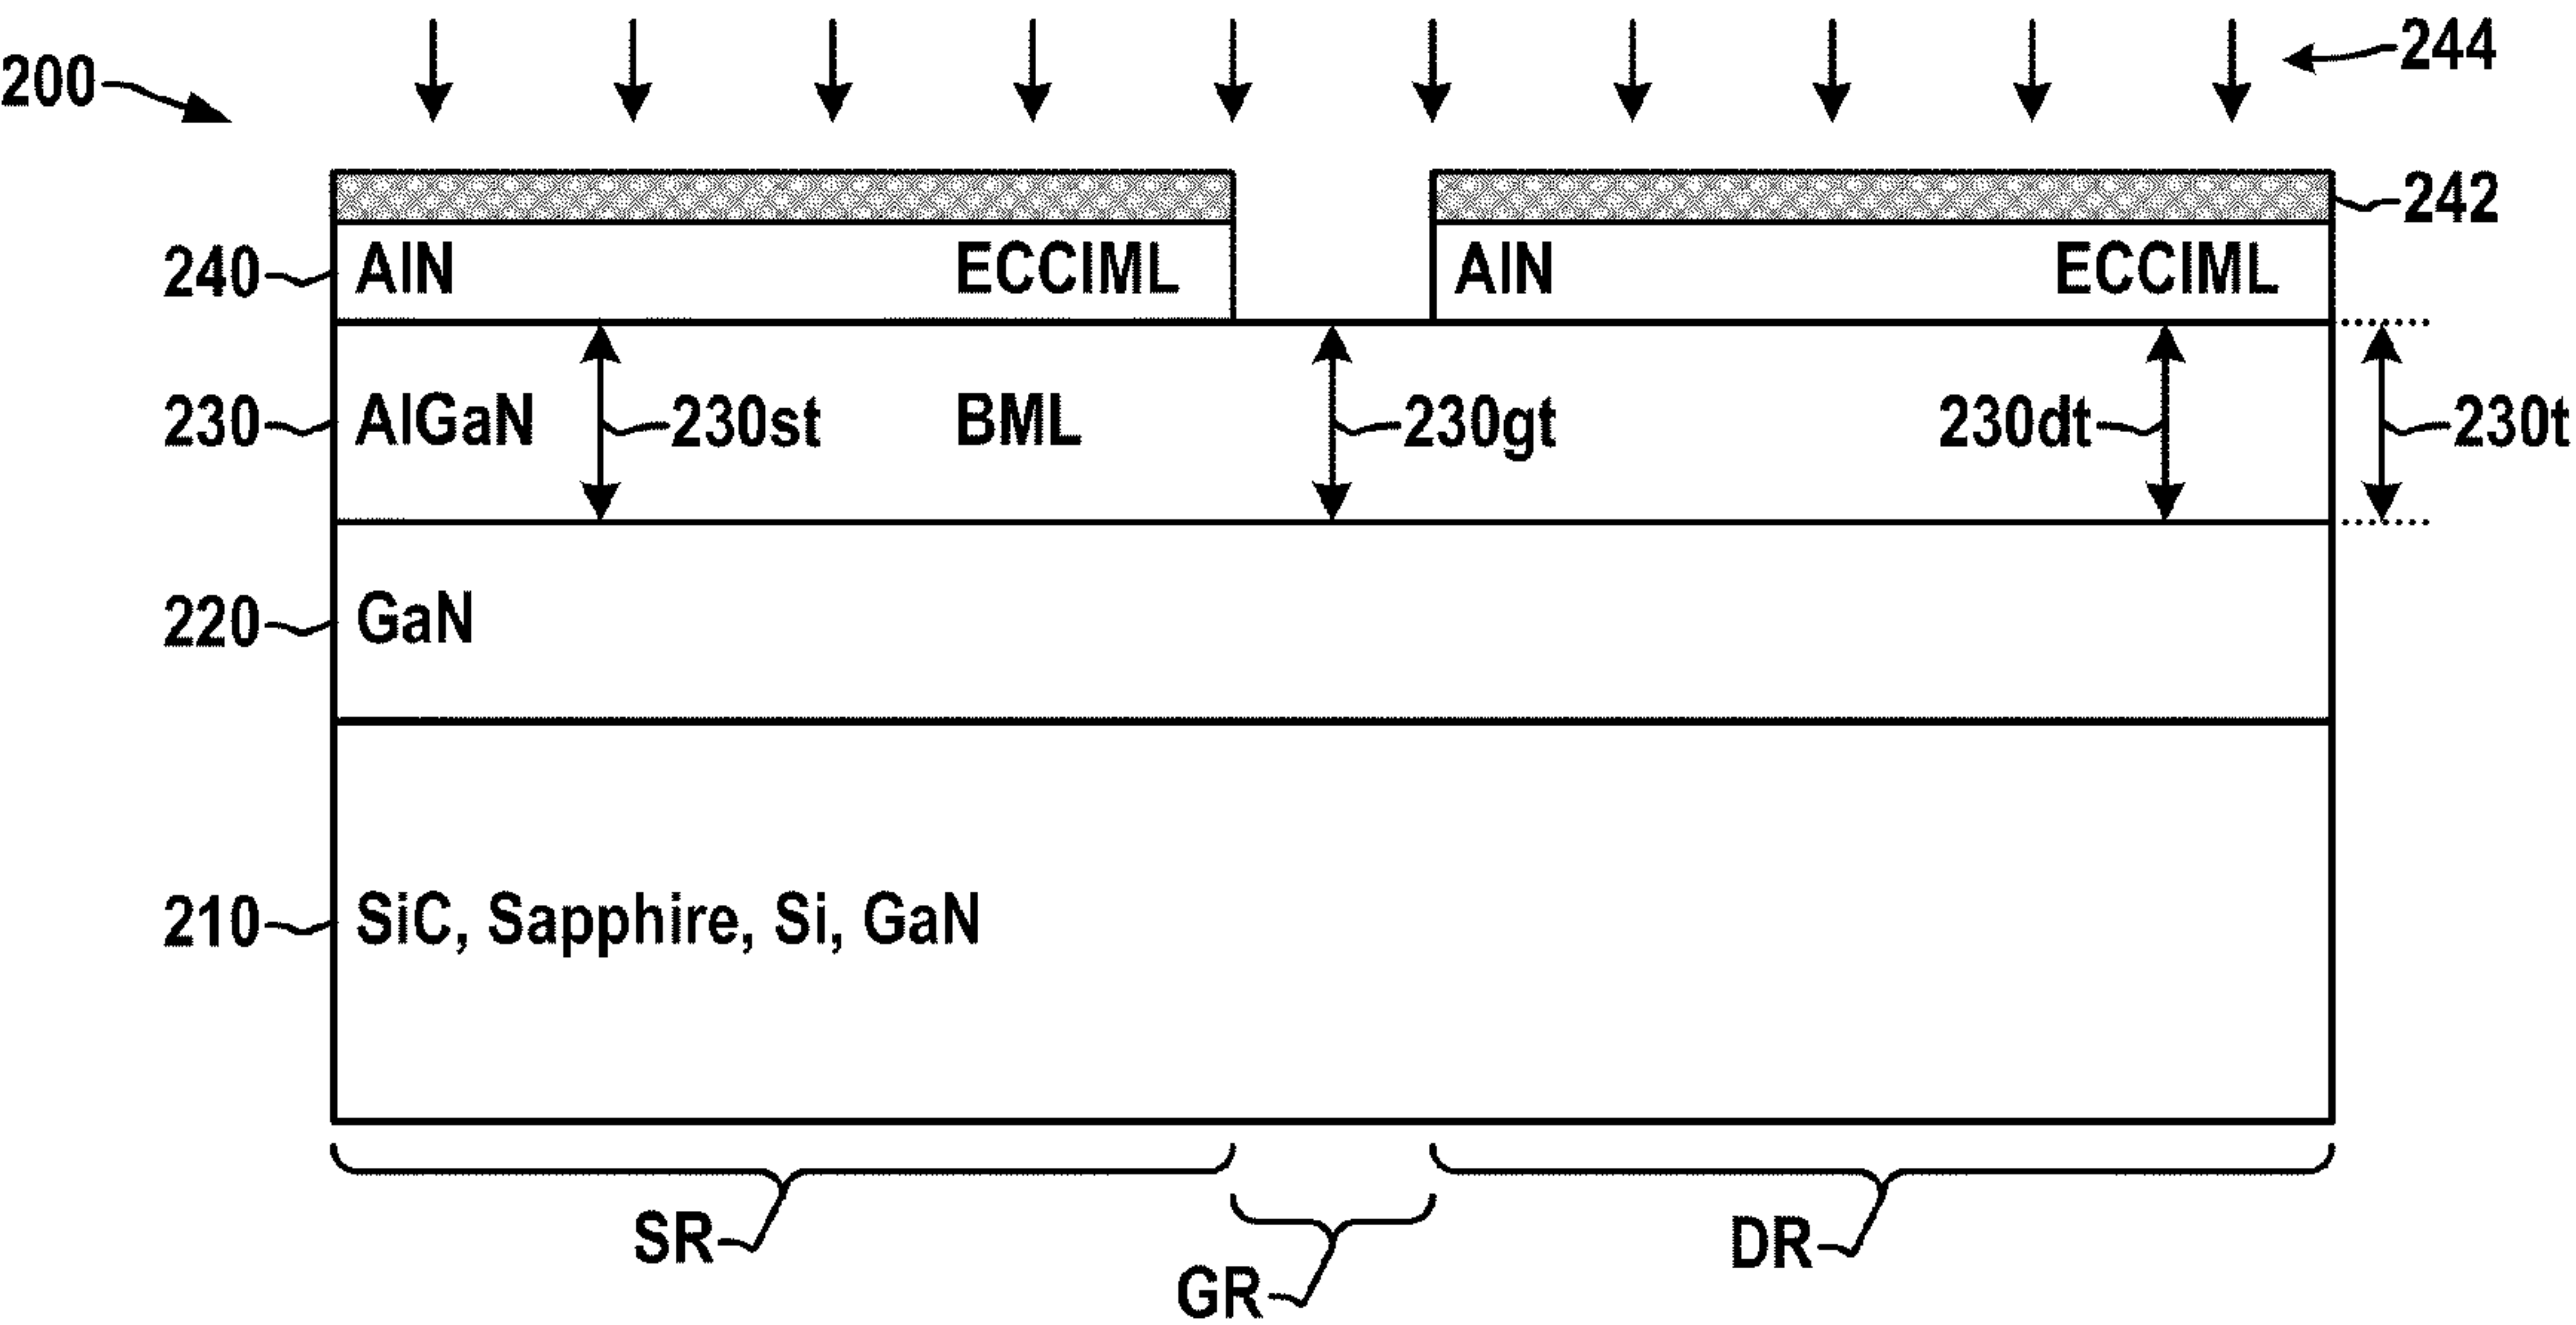 200
244
242
240 AlN ECCIML AlN ECCIML
230 AlGaN 230st BML 230gt 230dt 230t
220 GaN
210 SiC, Sapphire, Si, GaN
SR
GR
DR